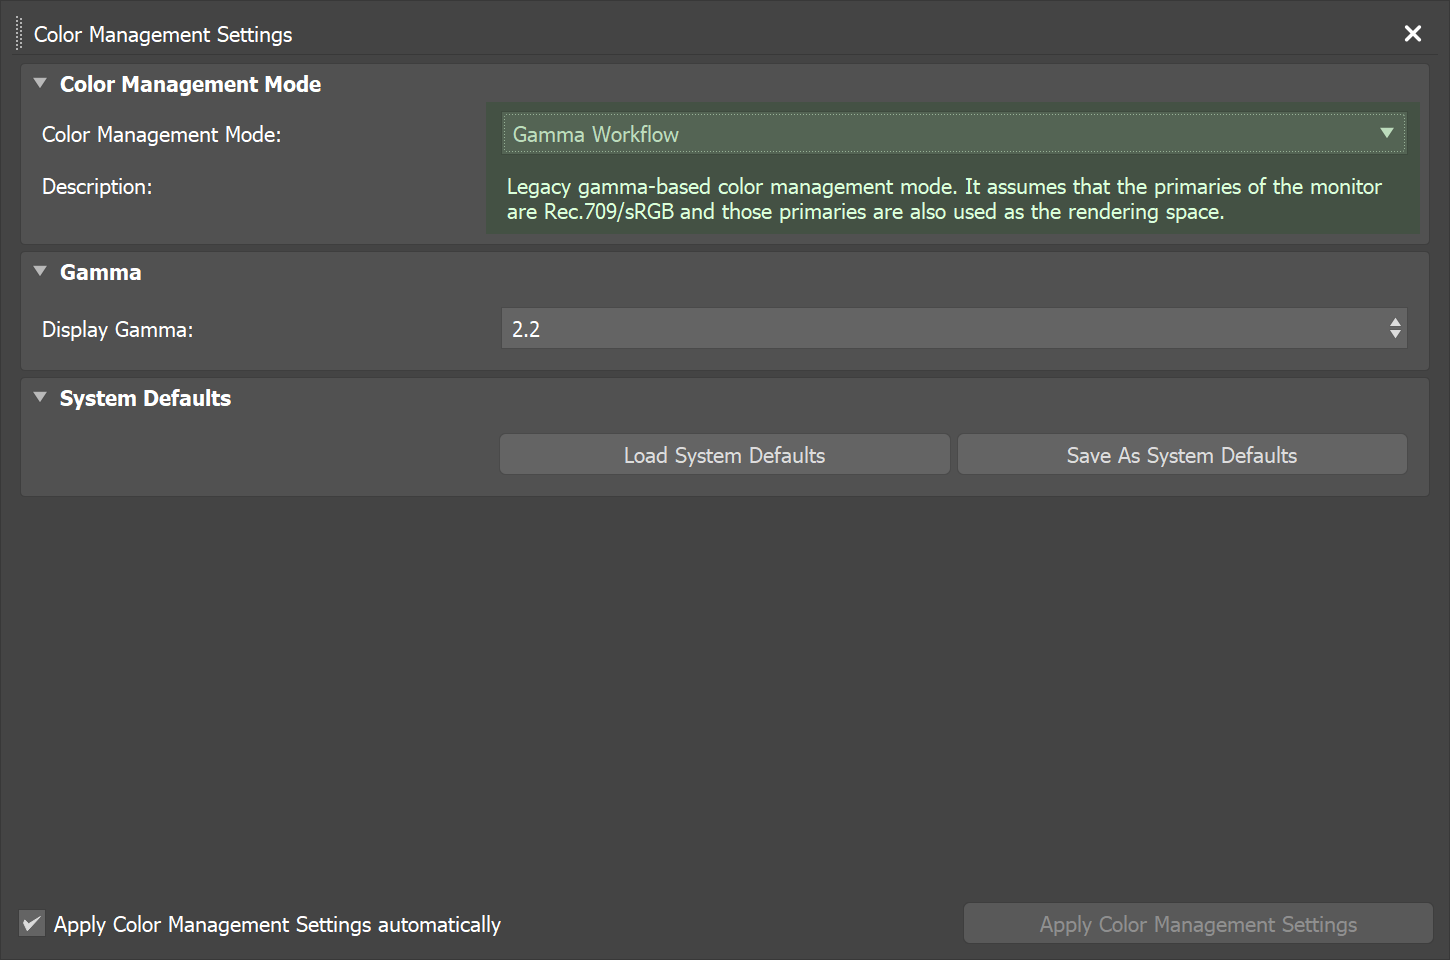 Color Management Settings
Color Management Mode
Color Management Mode:
Gamma Workflow
Description:
Legacy gamma-based color management mode. It assumes that the primaries of the monitor
are Rec.709/sRGB and those primaries are also used as the rendering space.
Gamma
Display Gamma:
2.2
System Defaults
Load System Defaults
Save As System Defaults
Apply Color Management Settings automatically
Apply Color Management Settings